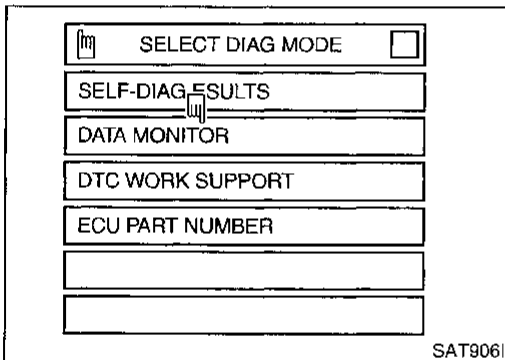 SELECT DIAG MODE
SELF-DIAG ESULTS
DATA MONITOR
DTC WORK SUPPORT
ECU PART NUMBER
SAT906I